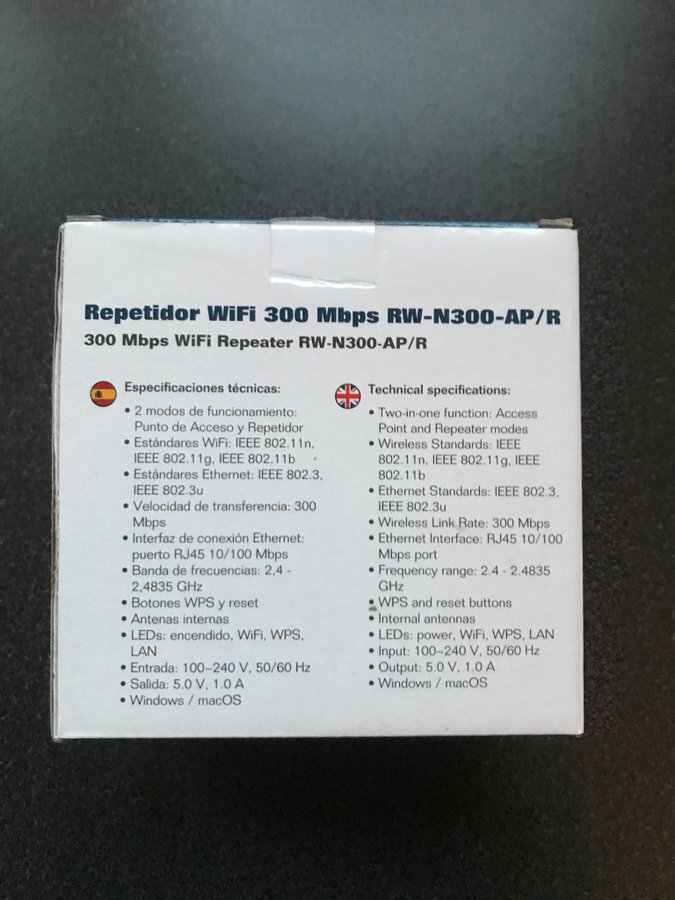 Repetidor WiFi 300 Mbps RW-N300-AP/R
300 Mbps WiFi Repeater RW-N300-AP/R
Especificaciones técnicas:
• 2 modos de funcionamiento:
Punto de Acceso y Repetidor
• Estándares WiFi: IEEE 802.11n,
IEEE 802.11g, IEEE 802.11b
• Estándares Ethernet: IEEE 802.3,
IEEE 802.3u
• Velocidad de transferencia: 300
Mbps
• Interfaz de conexión Ethernet:
puerto RJ45 10/100 Mbps
• Banda de frecuencias: 2,4 -
2,4835 GHz
• Botones WPS y reset
• Antenas internas
• LEDs: encendido, WiFi, WPS,
LAN
• Entrada: 100~240 V, 50/60 Hz
• Salida: 5.0 V, 1.0 A
• Windows / macOS
Technical specifications:
• Two-in-one function: Access
Point and Repeater modes
• Wireless Standards: IEEE
802.11n, IEEE 802.11g, IEEE
802.11b
• Ethernet Standards: IEEE 802.3,
IEEE 802.3u
• Wireless Link Rate: 300 Mbps
• Ethernet Interface: RJ45 10/100
Mbps port
• Frequency range: 2.4 - 2.4835
GHz
• WPS and reset buttons
• Internal antennas
• LEDs: power, WiFi, WPS, LAN
• Input: 100~240 V, 50/60 Hz
• Output: 5.0 V, 1.0 A
• Windows / macOS